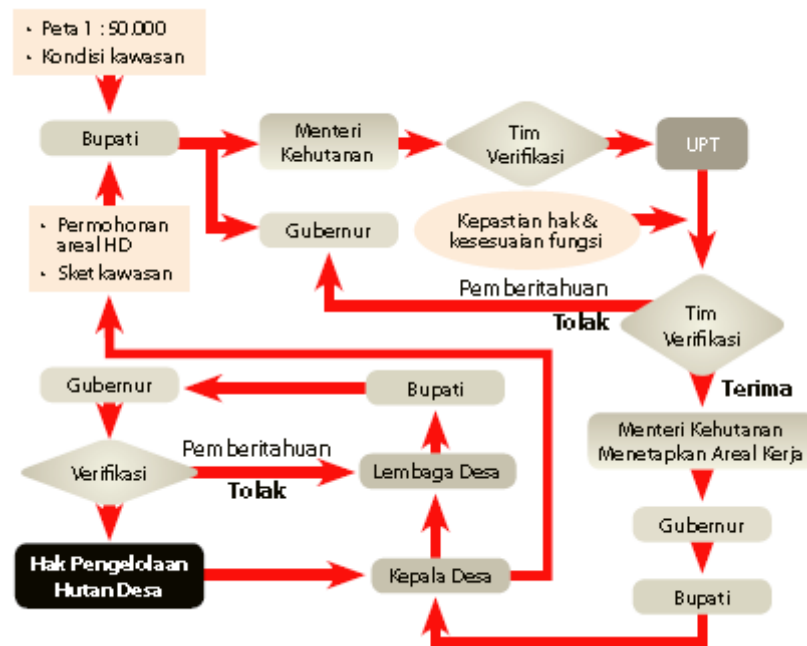 • Peta 1 : 50.000
• Kondisi kawasan
Bupati
Menteri
Kehutanan
Tim
Verifikasi
UPT
• Permohonan
areal HD
• Sket kawasan
Gubernur
Kepastian hak &
kesesuaian fungsi
Pemberitahuan
Tolak
Tim
Verifikasi
Terima
Gubernur
Bupati
Menteri Kehutanan
Menetapkan Areal Kerja
Verifikasi
Pemberitahuan
Tolak
Lembaga Desa
Gubernur
Hak Pengelolaan
Hutan Desa
Kepala Desa
Bupati